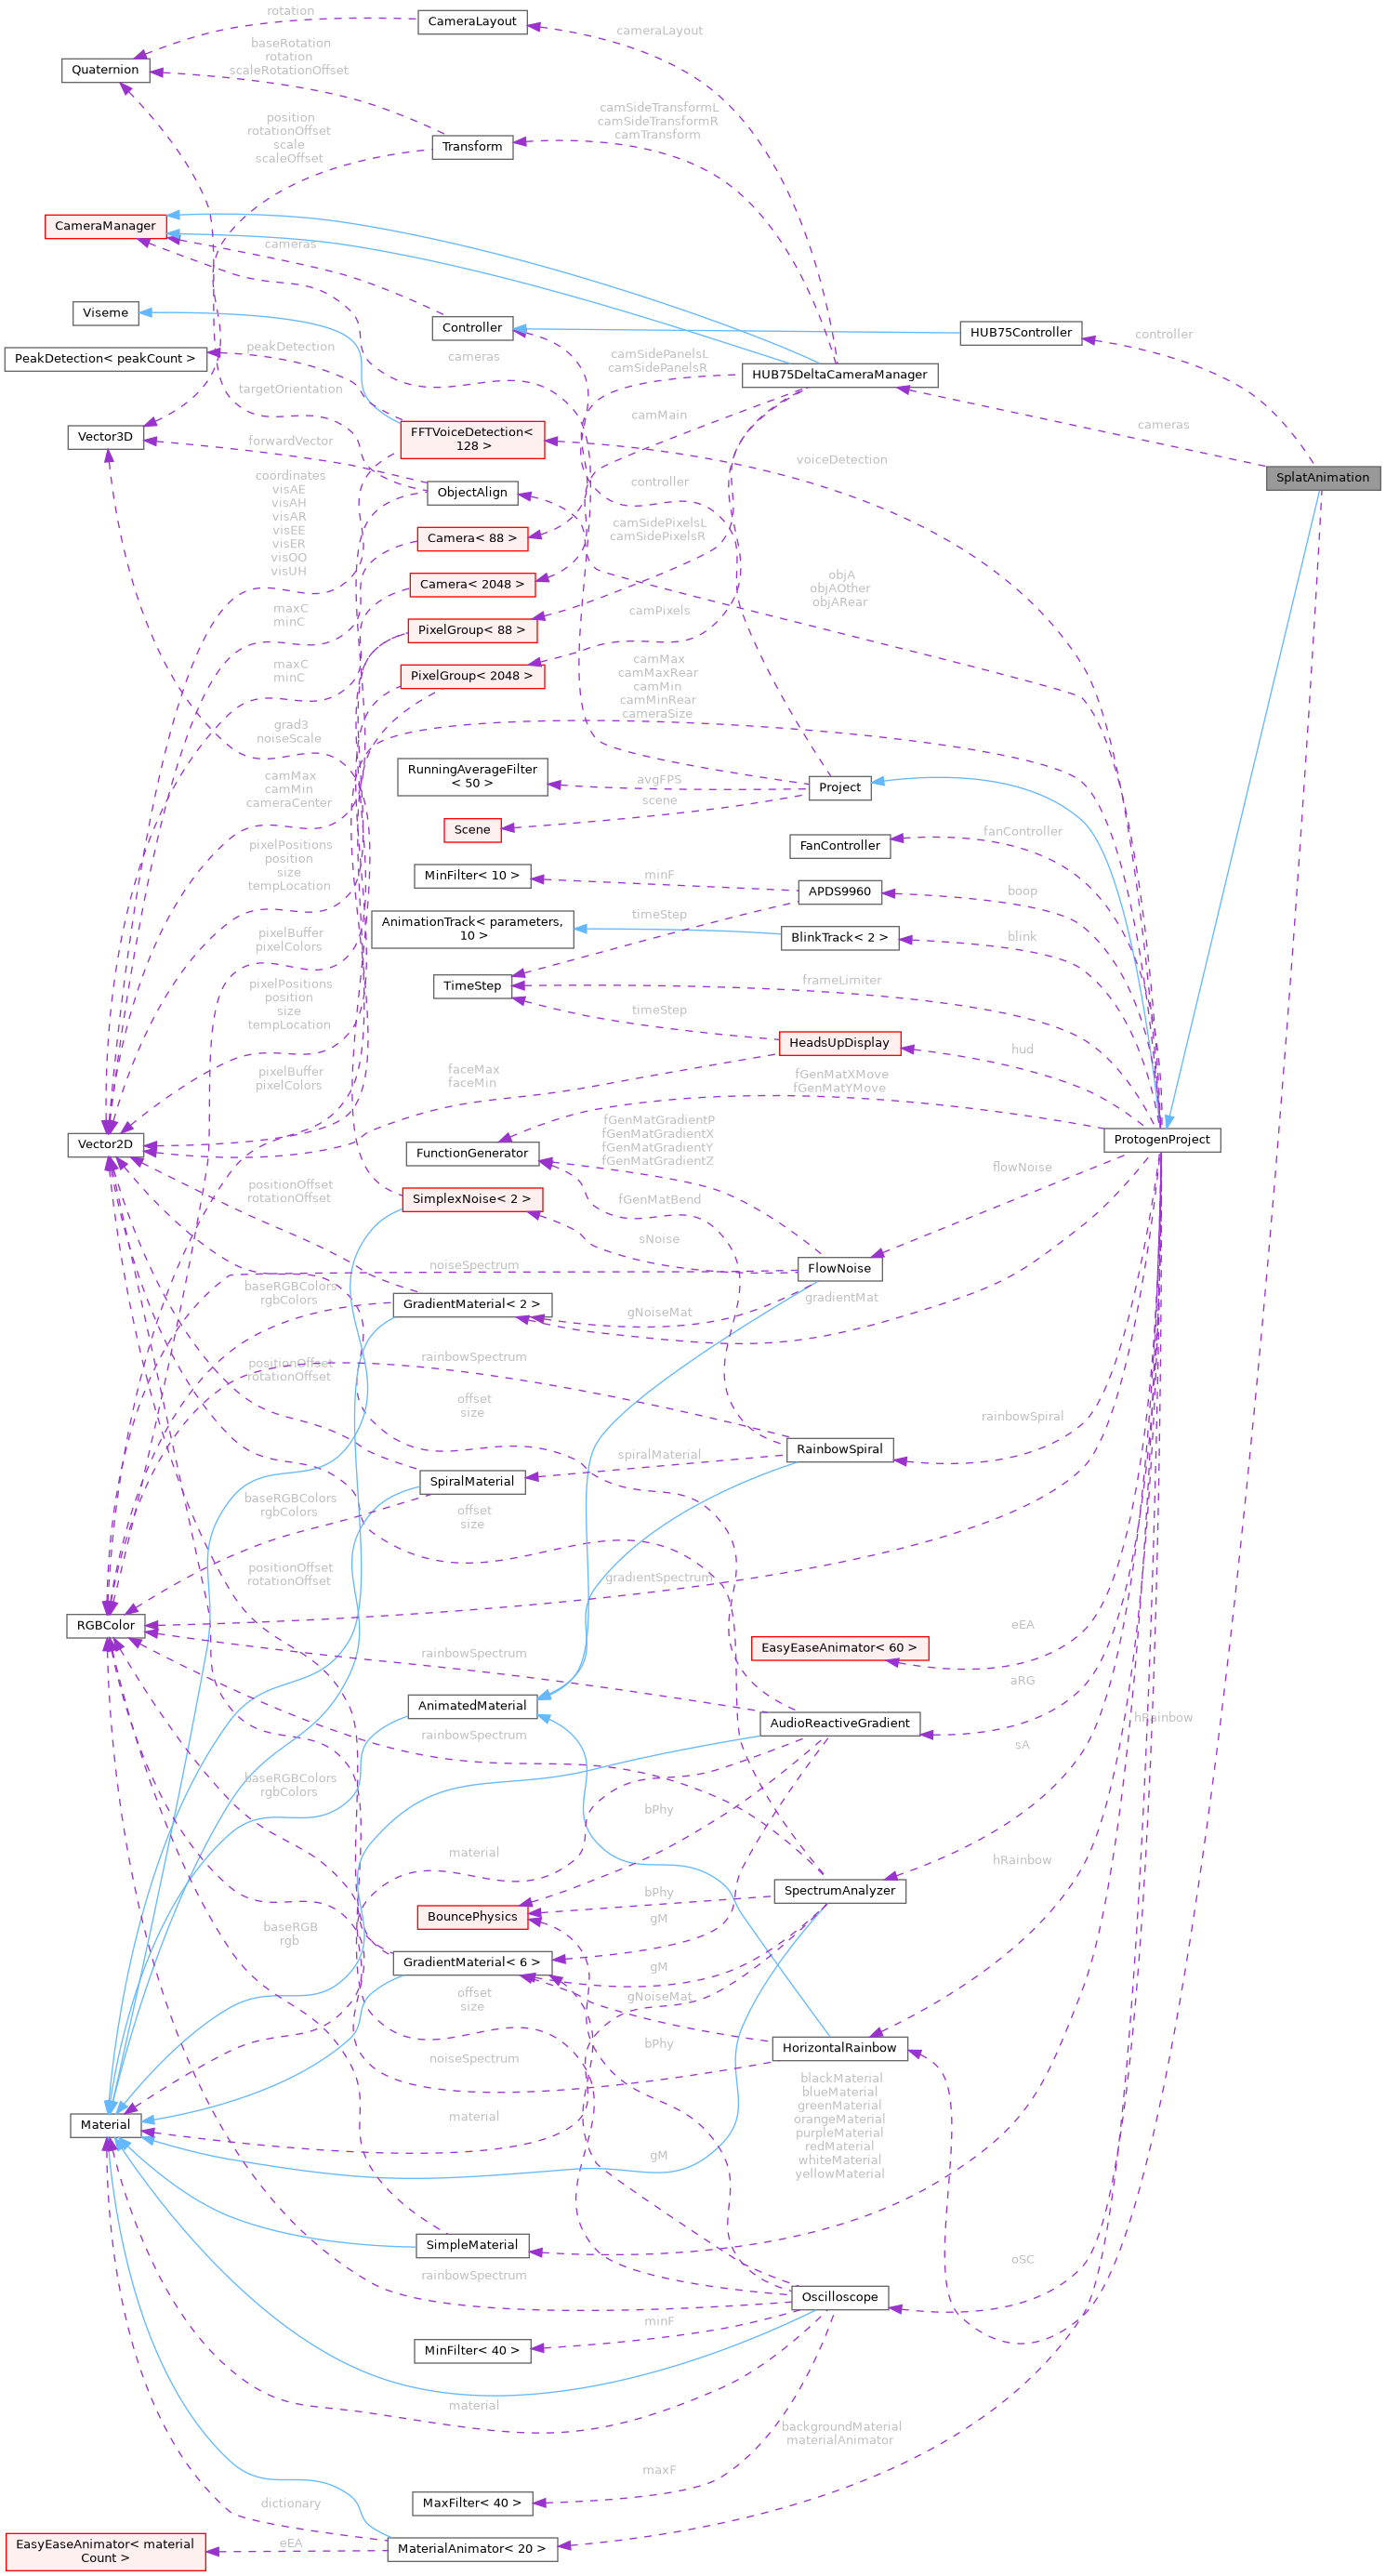 rotation
CameraLayout
cameraLayout
baseRotation
rotation
scaleRotationOffset
Quaternion
camSideTransformL
camSideTransformR
camTransform
position
rotationOffset
scale
scaleOffset
Transform
CameraManager
cameras
Viseme
Controller
HUB75Controller
controller
PeakDetection< peakCount >
peakDetection
cameras
camSidePanelsL
camSidePanelsR
HUB75DeltaCameraManager
targetOrientation
camMain
cameras
Vector3D
forwardVector
FFTVoiceDetection<
128 >
voiceDetection
SplatAnimation
coordinates
visAE
visAH
visAR
visEE
visER
visOO
visUH
ObjectAlign
controller
camSidePixelsL
camSidePixelsR
Camera< 88 >
objA
objAOther
objARear
Camera< 2048 >
maxC
minC
camPixels
PixelGroup< 88 >
maxC
minC
PixelGroup< 2048 >
camMax
camMaxRear
camMin
camMinRear
cameraSize
grad3
noiseScale
camMax
camMin
cameraCenter
RunningAverageFilter
< 50 >
avgFPS
Project
scene
Scene
fanController
FanController
pixelPositions
position
size
tempLocation
MinFilter< 10 >
minF
APDS9960
boop
timeStep
AnimationTrack< parameters,
10 >
BlinkTrack< 2 >
blink
pixelBuffer
pixelColors
TimeStep
frameLimiter
pixelPositions
position
size
tempLocation
timeStep
HeadsUpDisplay
hud
pixelBuffer
pixelColors
faceMax
faceMin
fGenMatXMove
fGenMatYMove
Vector2D
FunctionGenerator
fGenMatGradientP
fGenMatGradientX
fGenMatGradientY
fGenMatGradientZ
ProtogenProject
flowNoise
positionOffset
rotationOffset
SimplexNoise< 2 >
fGenMatBend
sNoise
noiseSpectrum
FlowNoise
baseRGBColors
rgbColors
GradientMaterial< 2 >
gNoiseMat
gradientMat
positionOffset
rotationOffset
rainbowSpectrum
offset
size
rainbowSpiral
RainbowSpiral
spiralMaterial
SpiralMaterial
baseRGBColors
rgbColors
offset
size
positionOffset
rotationOffset
gradientSpectrum
RGBColor
eEA
EasyEaseAnimator< 60 >
rainbowSpectrum
aRG
AnimatedMaterial
AudioReactiveGradient
hRainbow
rainbowSpectrum
sA
baseRGBColors
rgbColors
bPhy
material
hRainbow
SpectrumAnalyzer
bPhy
BouncePhysics
gM
baseRGB
rgb
GradientMaterial< 6 >
gM
offset
size
gNoiseMat
bPhy
HorizontalRainbow
noiseSpectrum
blackMaterial
blueMaterial
greenMaterial
orangeMaterial
purpleMaterial
redMaterial
whiteMaterial
yellowMaterial
Material
material
gM
SimpleMaterial
rainbowSpectrum
oSC
Oscilloscope
minF
MinFilter< 40 >
material
backgroundMaterial
materialAnimator
maxF
MaxFilter< 40 >
dictionary
EasyEaseAnimator< material
Count >
eEA
MaterialAnimator< 20 >